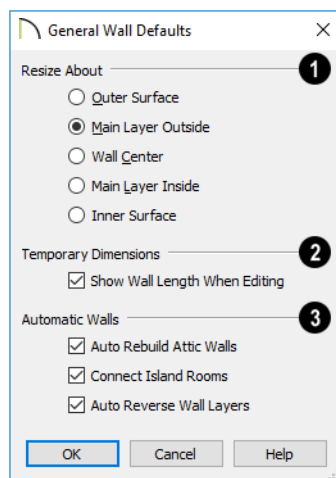 General Wall Defaults
Resize About 1
Outer Surface
Main Layer Outside
Wall Center
Main Layer Inside
Inner Surface
Temporary Dimensions 2
Show Wall Length When Editing
Automatic Walls 3
Auto Rebuild Attic Walls
Connect Island Rooms
Auto Reverse Wall Layers
OK Cancel Help